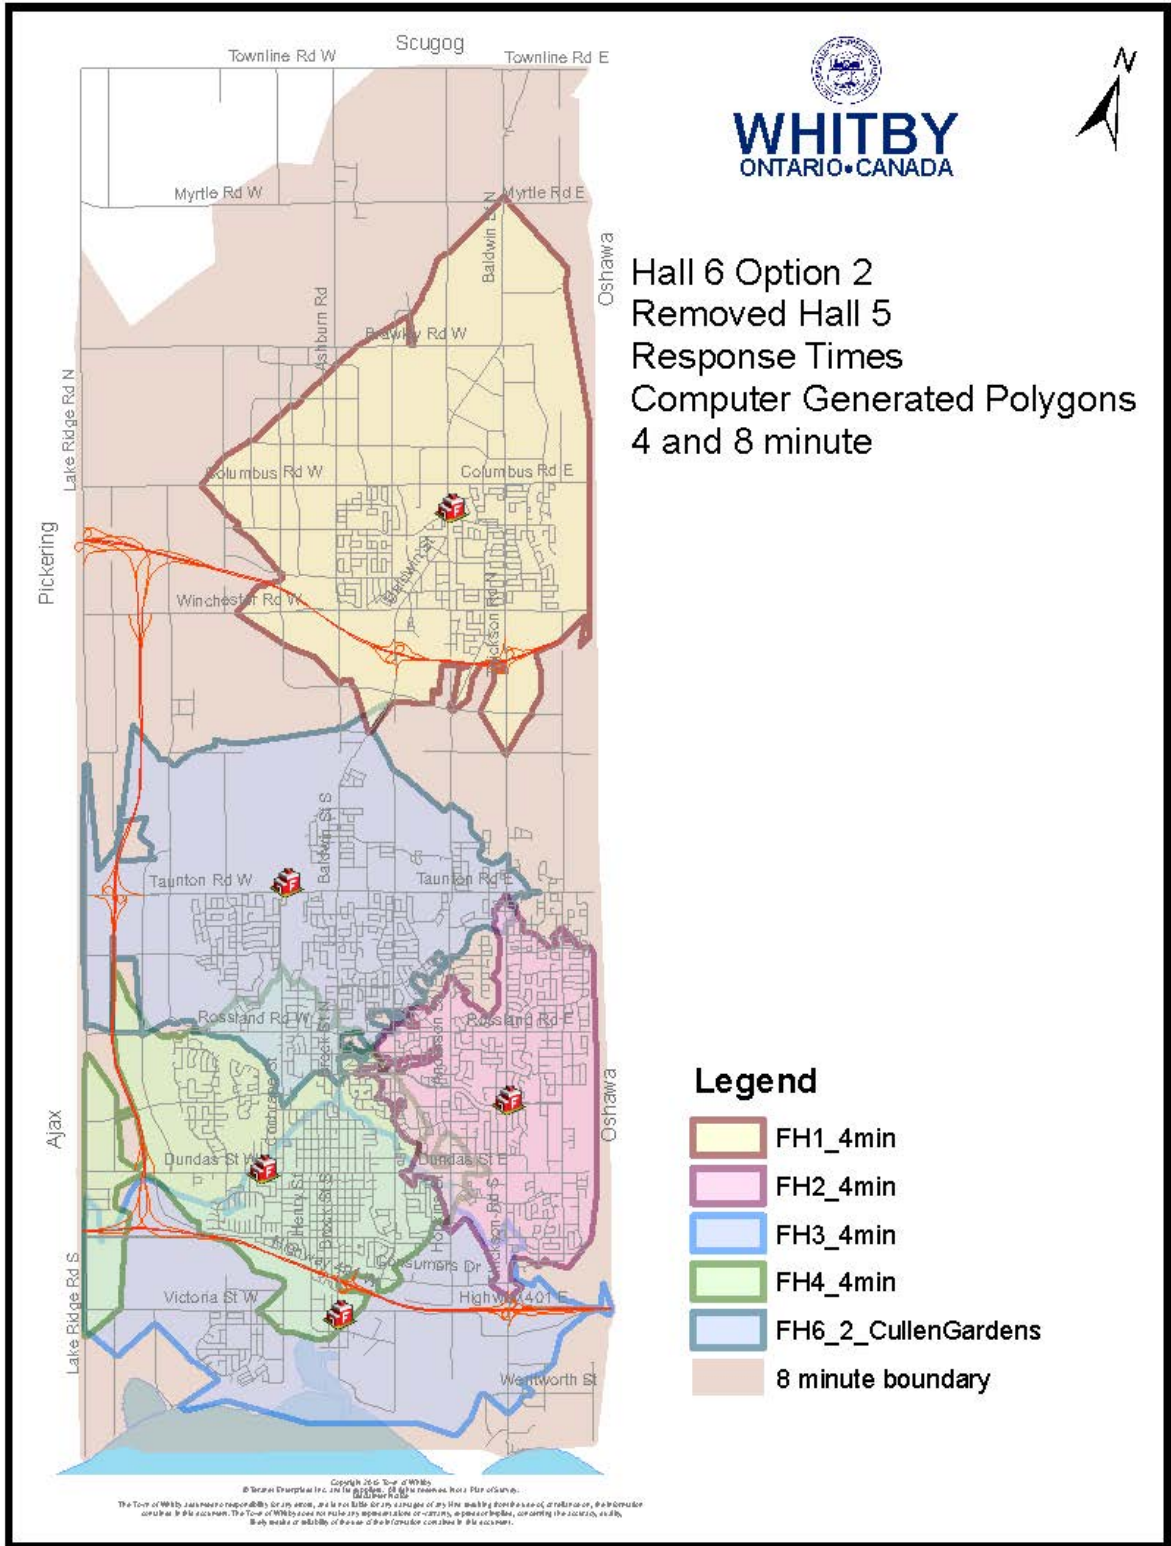 Scugog
Townline Rd W
Townline Rd E
N
WHITBY
ONTARIO•CANADA
Myrtle Rd W
Myrtle Rd E
Baldwin St N
Oshawa
Hall 6 Option 2
Removed Hall 5
Response Times
Computer Generated Polygons
4 and 8 minute
Ashburn Rd
Brawley Rd W
Lake Ridge Rd N
Columbus Rd W
Columbus Rd E
Pickering
Baldwin St
Winchester Rd W
Baldwin St S
Taunton Rd W
Taunton Rd E
Rossland Rd W
Rossland Rd E
Brock St N
Cochrane St
Oshawa
Ajax
Dundas St W
Dundas St E
Henry St
Brock St S
Consumers Dr
Lake Ridge Rd S
Victoria St W
Highway 401 E
Wentworth St
Legend
FH1_4min
FH2_4min
FH3_4min
FH4_4min
FH6_2_CullenGardens
8 minute boundary